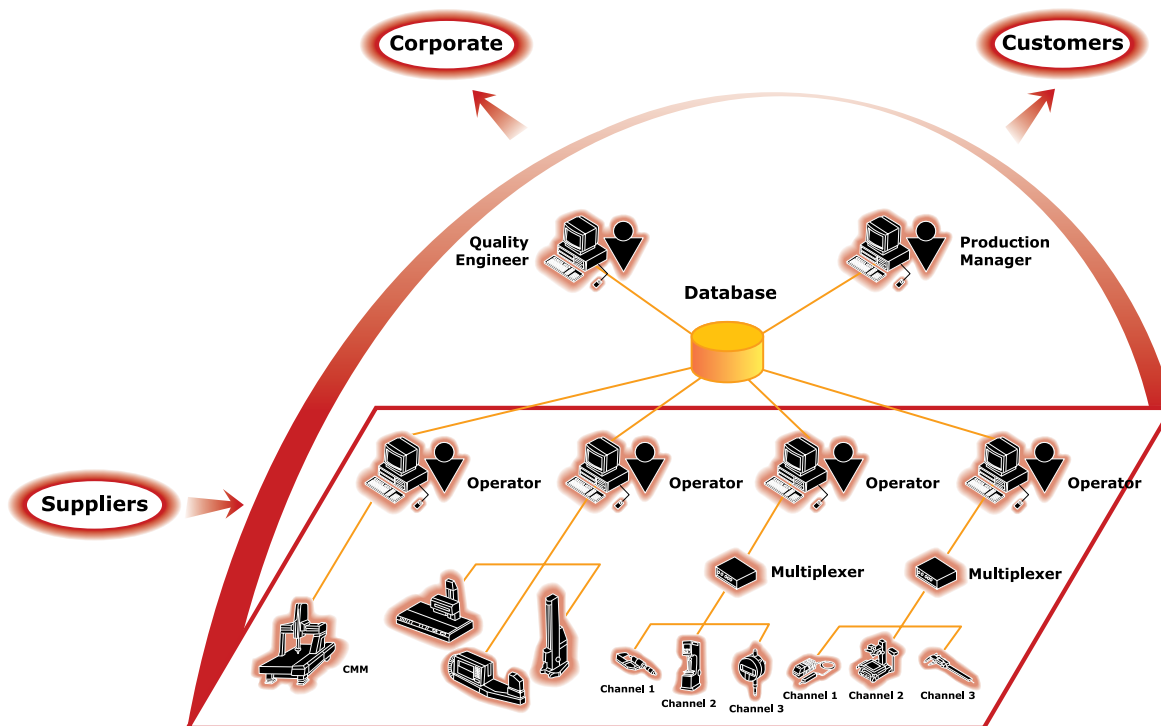 Corporate
Customers
Quality
Engineer
Production
Manager
Database
Operator
Operator
Operator
Operator
Suppliers
Multiplexer
Multiplexer
CMM
Channel 1
Channel 2
Channel 3
Channel 1
Channel 2
Channel 3